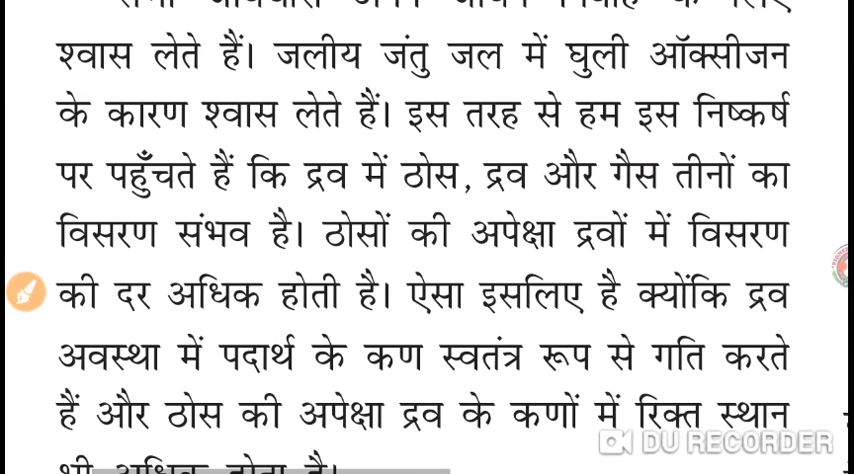 श्वास लेते हैं। जलीय जंतु जल में घुली ऑक्सीजन
के कारण श्वास लेते हैं। इस तरह से हम इस निष्कर्ष
पर पहुँचते हैं कि द्रव में ठोस, द्रव और गैस तीनों का
विसरण संभव है। ठोसों की अपेक्षा द्रवों में विसरण
की दर अधिक होती है। ऐसा इसलिए है क्योंकि द्रव
अवस्था में पदार्थ के कण स्वतंत्र रूप से गति करते
हैं और ठोस की अपेक्षा द्रव के कणों में रिक्त स्थान
DU RECORDER
भी अधिक होता है।